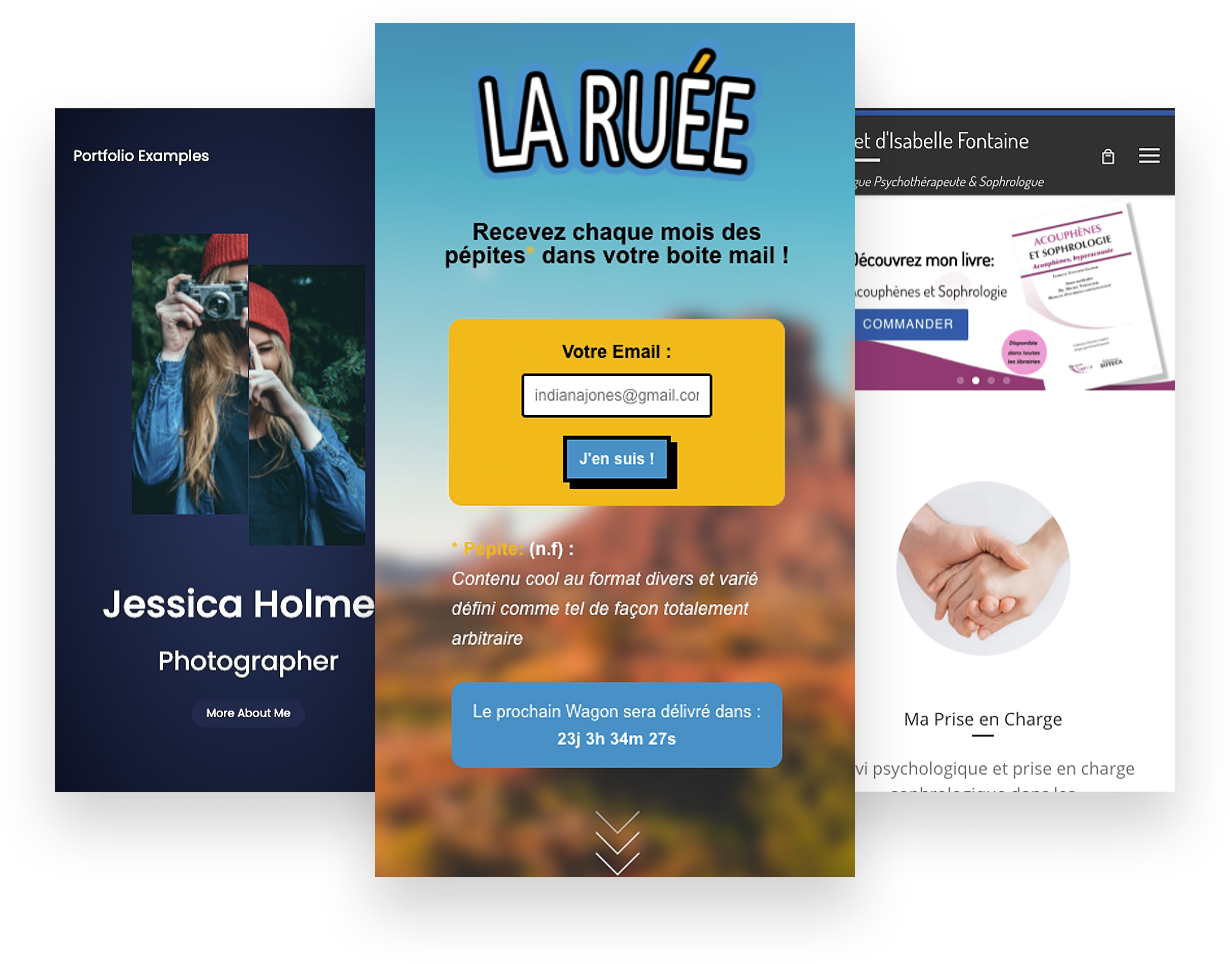 Portfolio Examples
Jessica Holme
Photographer
More About Me
LA RUÉE
Recevez chaque mois des
pépites* dans votre boite mail !
Votre Email :
indianajones@gmail.cor
J'en suis !
* Pépite: (n.f) :
Contenu cool au format divers et varié
défini comme tel de façon totalement
arbitraire
Le prochain Wagon sera délivré dans :
23j 3h 34m 27s
et d'Isabelle Fontaine
gue Psychothérapeute & Sophrologue
Découvrez mon livre:
Acouphènes et Sophrologie
COMMANDER
ACOUPHÈNES
ET SOPHROLOGIE
Acouphènes, hyperacousie
Disponible
dans toutes
les librairies
Ma Prise en Charge
vi psychologique et prise en charge
sophrologique dans les